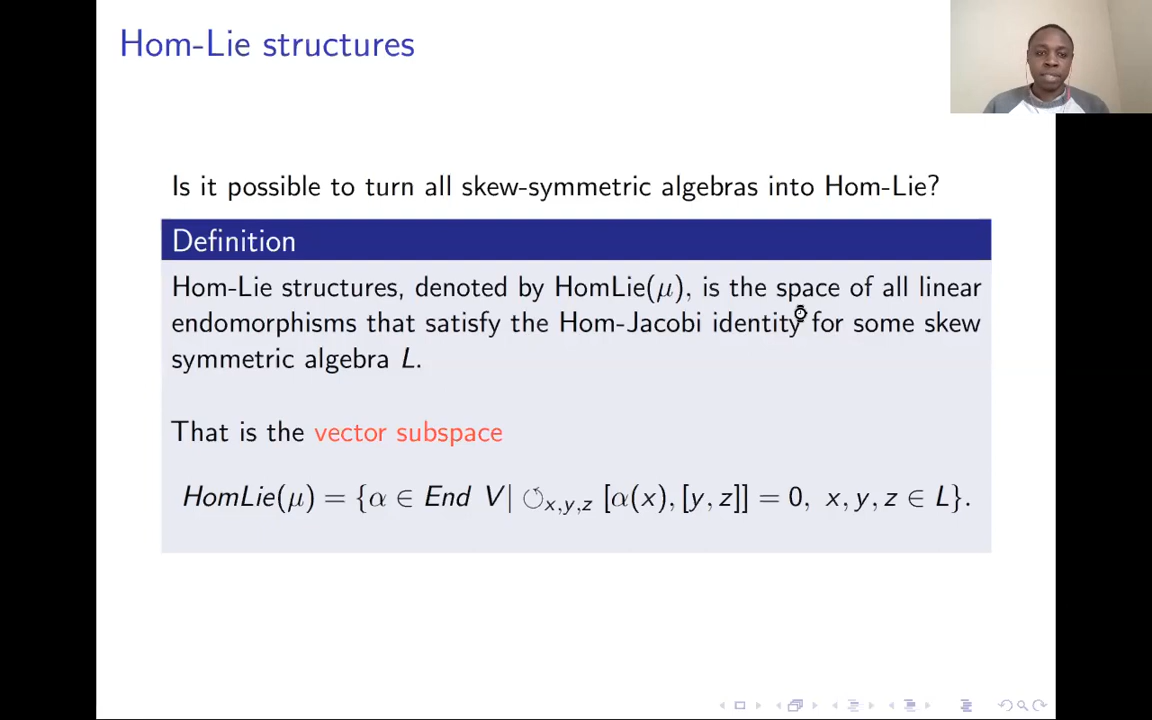 Hom-Lie structures
Is it possible to turn all skew-symmetric algebras into Hom-Lie?
Definition
Hom-Lie structures, denoted by HomLie(μ), is the space of all linear
endomorphisms that satisfy the Hom-Jacobi identity for some skew
symmetric algebra L.
That is the vector subspace
HomLie(μ) = {α ∈ End V| ↺x,y,z [α(x), [y, z]] = 0, x, y, z ∈ L}.